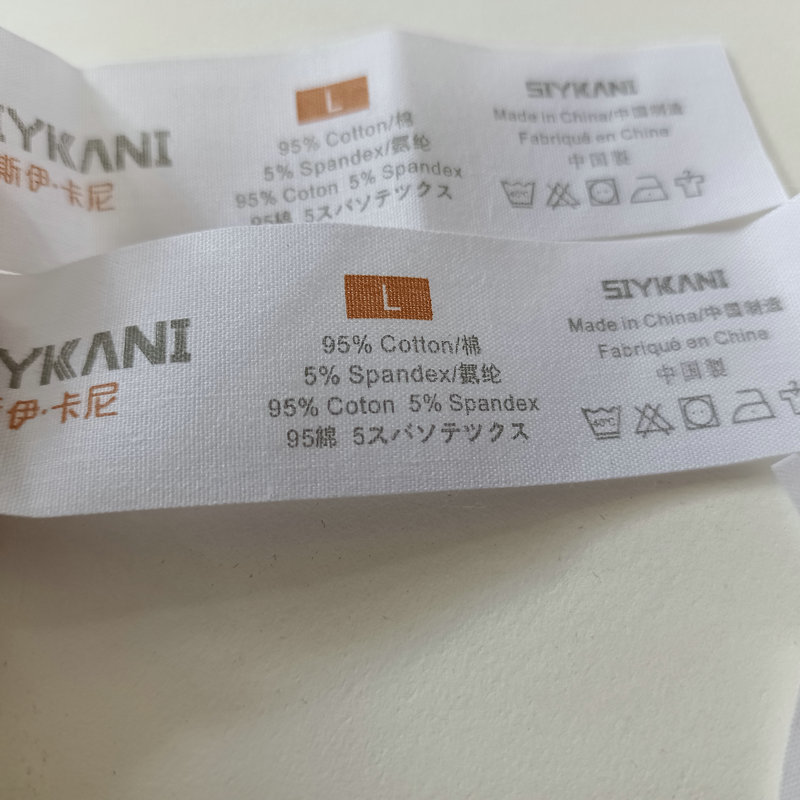 SIYKANI
斯伊·卡尼
L
95% Cotton/棉
5% Spandex/氨纶
95% Coton 5% Spandex
95綿 5スパソテツクス
SIYKANI
Made in China/中国制造
Fabriqué en China
中国製
YKANI
伊·卡尼
L
95% Cotton/棉
5% Spandex/氨纶
95% Coton 5% Spandex
95綿 5スパソテツクス
SIYKANI
Made in China/中国制造
Fabriqué en China
中国製
40°C